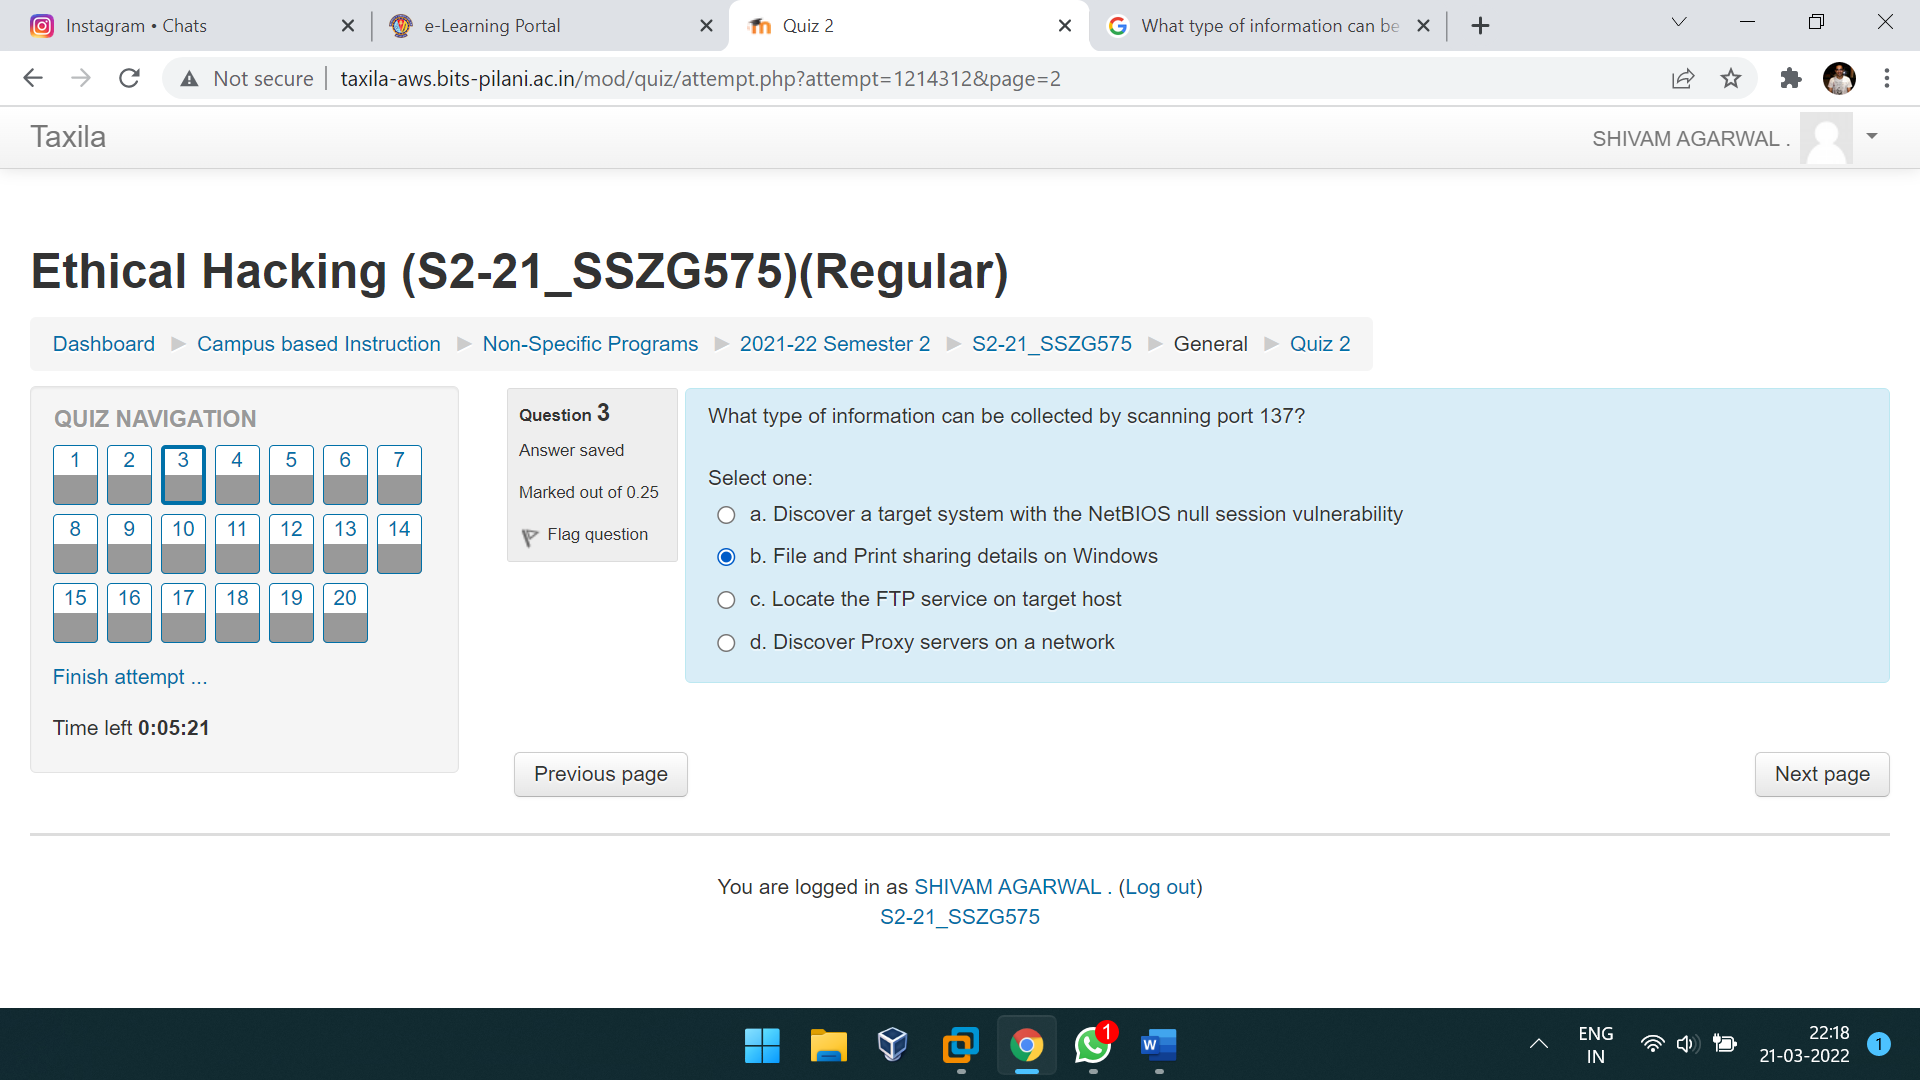 Instagram • Chats
e-Learning Portal
Quiz 2
What type of information can be
Not secure
taxila-aws.bits-pilani.ac.in/mod/quiz/attempt.php?attempt=1214312&page=2
Taxila
SHIVAM AGARWAL .
Ethical Hacking (S2-21_SSZG575)(Regular)
Dashboard
Campus based Instruction
Non-Specific Programs
2021-22 Semester 2
S2-21_SSZG575
General
Quiz 2
QUIZ NAVIGATION
1 2 3 4 5 6 7
8 9 10 11 12 13 14
15 16 17 18 19 20
Finish attempt ...
Time left 0:05:21
Question 3
Answer saved
Marked out of 0.25
Flag question
What type of information can be collected by scanning port 137?
Select one:
a. Discover a target system with the NetBIOS null session vulnerability
b. File and Print sharing details on Windows
c. Locate the FTP service on target host
d. Discover Proxy servers on a network
Previous page
Next page
You are logged in as SHIVAM AGARWAL . (Log out)
S2-21_SSZG575
1
W
ENG
IN
22:18
21-03-2022
1